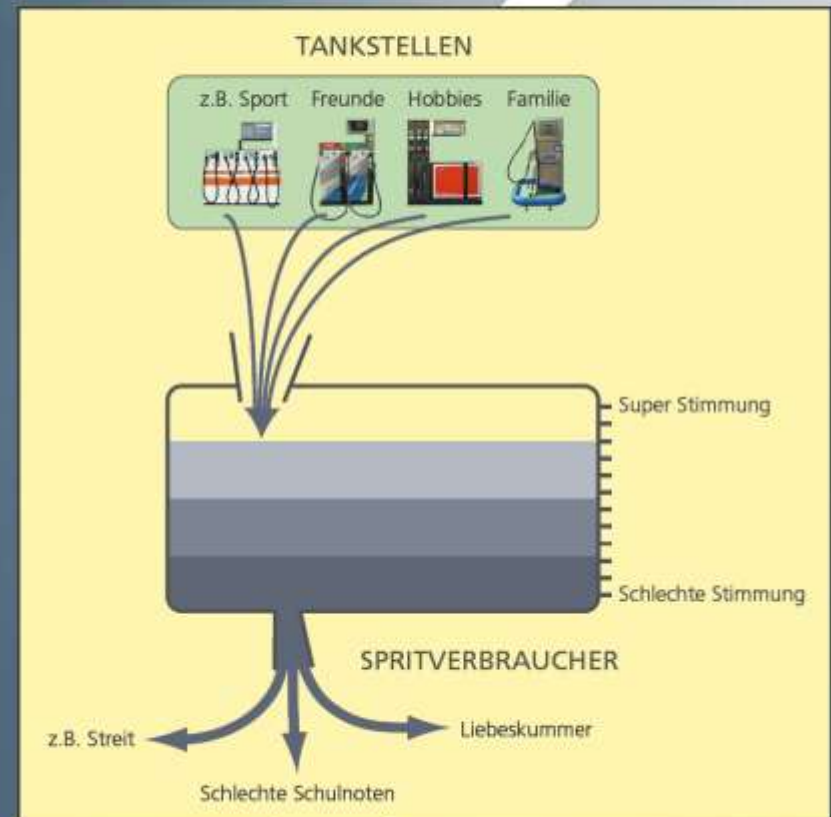 TANKSTELLEN
z.B. Sport Freunde Hobbies Familie
Super Stimmung
Schlechte Stimmung
SPRITVERBRAUCHER
z.B. Streit
Liebeskummer
Schlechte Schulnoten